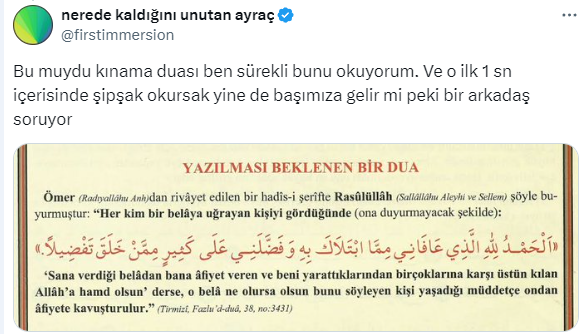 nerede kaldığını unutan ayraç
@firstimmersion
Bu muydu kınama duası ben sürekli bunu okuyorum. Ve o ilk 1 sn
içerisinde şipşak okursak yine de başımıza gelir mi peki bir arkadaş
soruyor
YAZILMASI BEKLENEN BİR DUA
Ömer (Radıyallâhu Anh)dan rivâyet edilen bir hadîs-i şerîfte Rasûlüllâh (Sallâllâhu Aleyhi ve Sellem) şöyle bu-
yurmuştur: “Her kim bir belâya uğrayan kişiyi gördüğünde (ona duyurmayacak şekilde):
«اَلْحَمْدُ لِلّٰهِ الَّذِي عَافَانِي مِمَّا ابْتَلَاكَ بِهِ وَفَضَّلَنِي عَلَى كَثِيرٍ مِمَّنْ خَلَقَ تَفْضِيلًا.»
‘Sana verdiği belâdan bana âfiyet veren ve beni yarattıklarından birçoklarına karşı üstün kılan
Allâh’a hamd olsun’ derse, o belâ ne olursa olsun bunu söyleyen kişi yaşadığı müddetçe ondan
âfiyete kavuşturulur.” (Tirmizî, Fazlu’d-duâ, 38, no:3431)